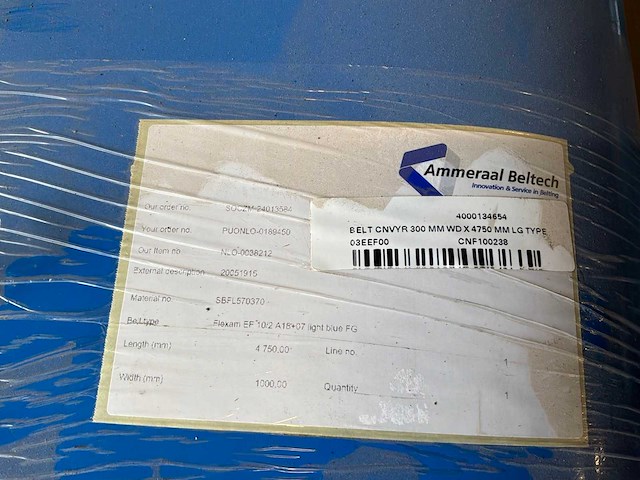 Ammeraal Beltech
Innovation & Service in Belting
4000134654
BELT CNVYR 300 MM WD X 4750 MM LG TYPE
03EEF00 CNF100238
Our order no.
Your order no. PUONLO-0189450
Our item no. NLO-0038212
External description 20051915
Material no. SBFL570370
Belt type Flexam EF 10/2 A18+07 light blue FG
Length (mm) 4 750.00 Line no. 1
Width (mm) 1000.00 Quantity 1